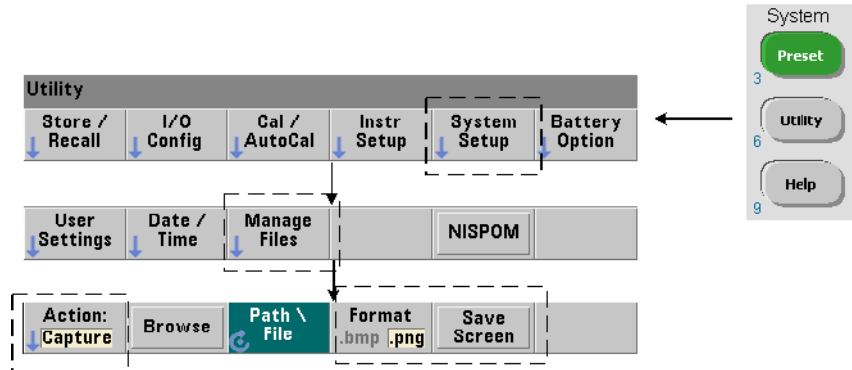 System
Preset
3
Utility
6
Help
9
Utility
Store / Recall
I/O Config
Cal / AutoCal
Instr Setup
System Setup
Battery Option
User Settings
Date / Time
Manage Files
NISPOM
Action: Capture
Browse
Path \ File
Format .bmp .png
Save Screen